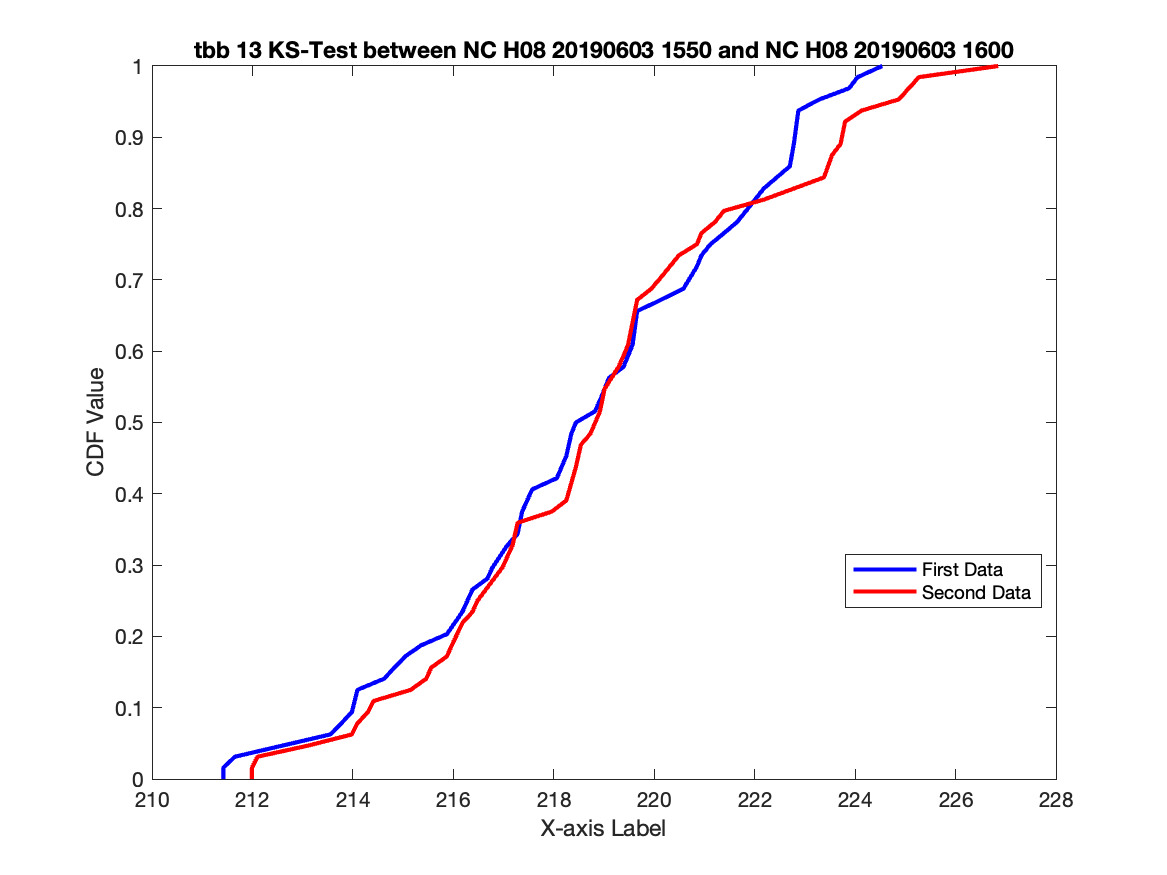 tbb 13 KS-Test between NC H08 20190603 1550 and NC H08 20190603 1600
1
0.9
0.8
0.7
0.6
0.5
0.4
0.3
0.2
0.1
0
CDF Value
First Data
Second Data
210 212 214 216 218 220 222 224 226 228
X-axis Label